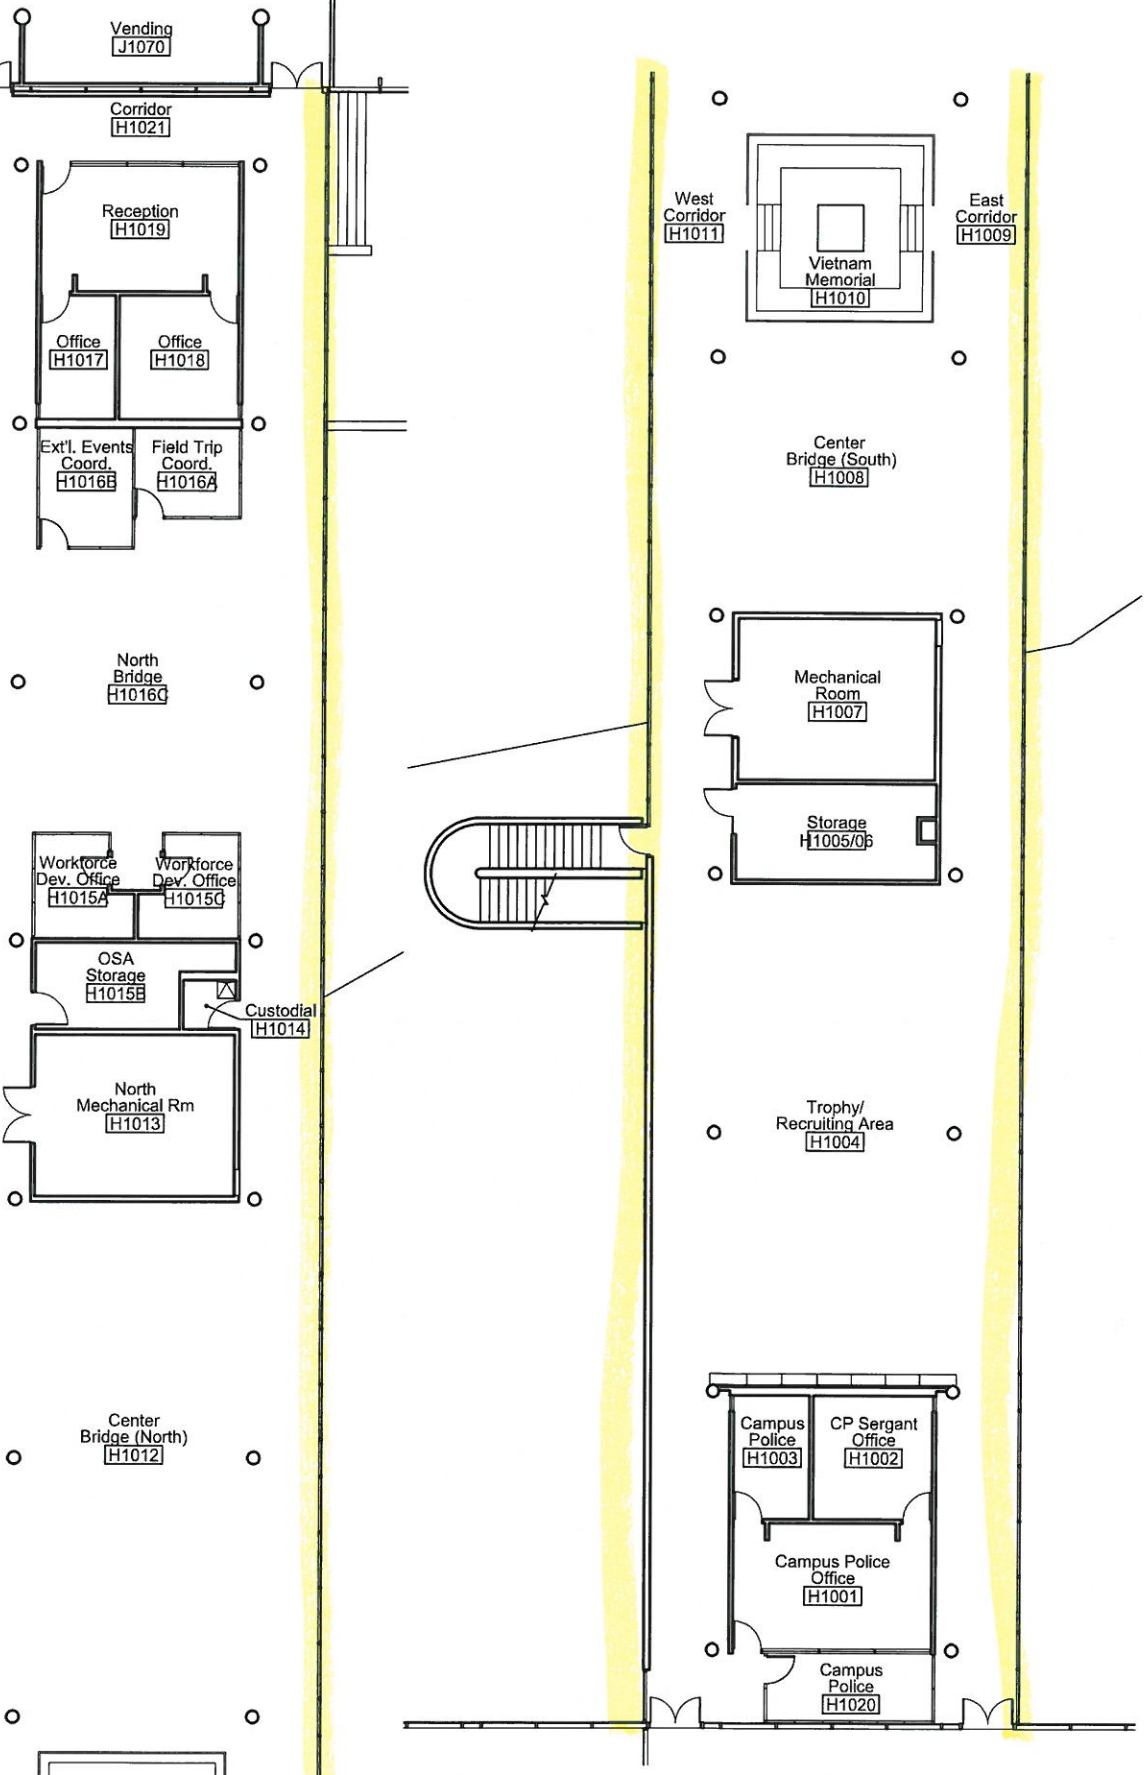 Vending
J1070
Corridor
H1021
Reception
H1019
Office
H1017
Office
H1018
Ext'l. Events
Coord.
H1016B
Field Trip
Coord.
H1016A
North
Bridge
H1016C
Workforce
Dev. Office
H1015A
Workforce
Dev. Office
H1015C
OSA
Storage
H1015B
Custodial
H1014
North
Mechanical Rm
H1013
Center
Bridge (North)
H1012
West
Corridor
H1011
East
Corridor
H1009
Vietnam
Memorial
H1010
Center
Bridge (South)
H1008
Mechanical
Room
H1007
Storage
H1005/06
Trophy/
Recruiting Area
H1004
Campus
Police
H1003
CP Sergant
Office
H1002
Campus Police
Office
H1001
Campus
Police
H1020